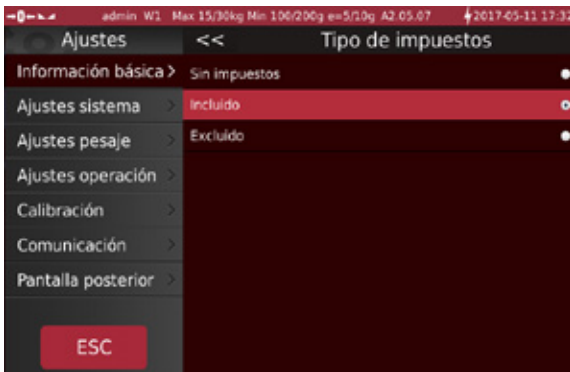 →0← admin W1 Max 15/30kg Min 100/200g e=5/10g A2.05.07 2017-05-11 17:32
Ajustes
<< Tipo de impuestos
Información básica >
Sin impuestos
Ajustes sistema >
Incluido
Ajustes pesaje >
Excluido
Ajustes operación >
Calibración >
Comunicación >
Pantalla posterior >
ESC